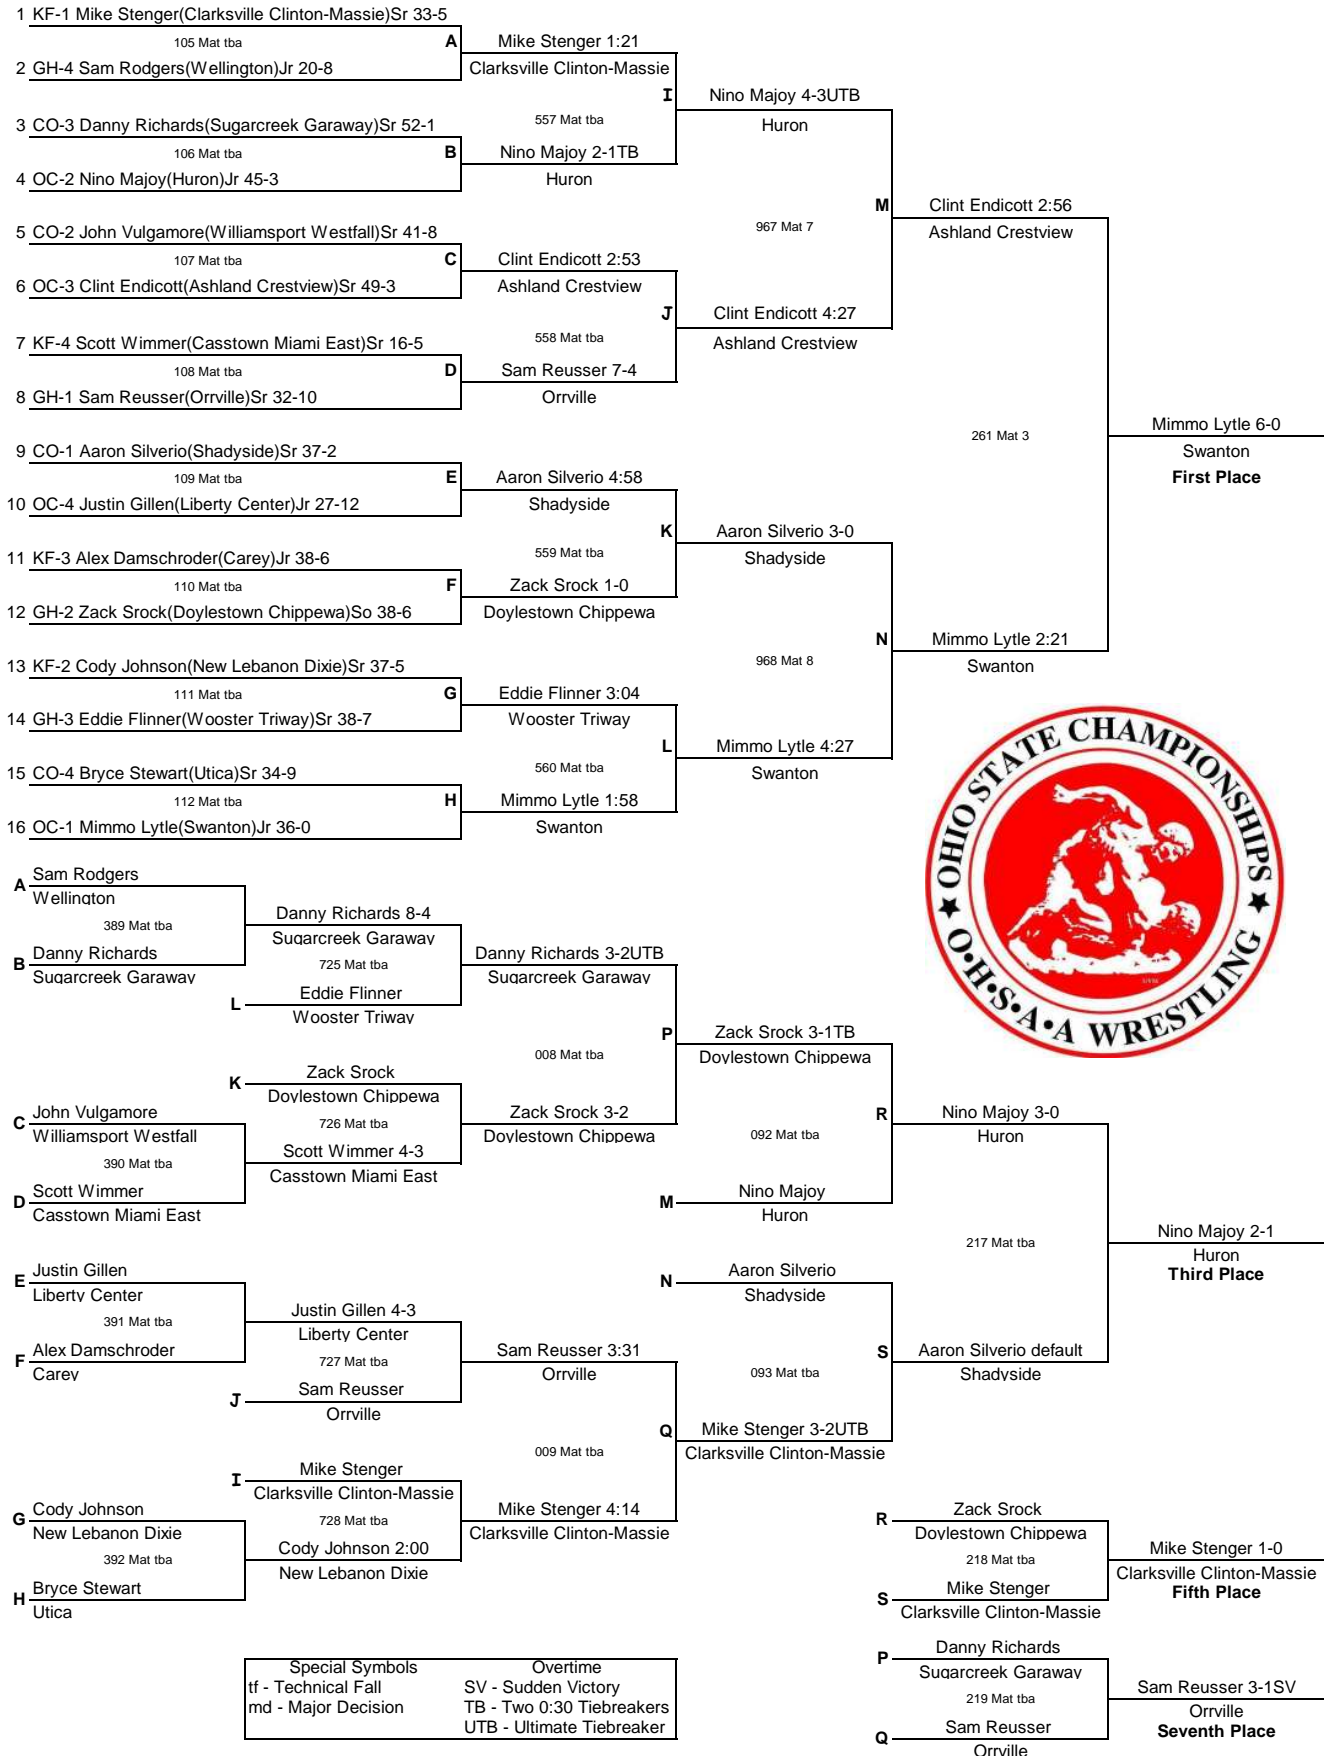 1 KF-1 Mike Stenger(Clarksville Clinton-Massie)Sr 33-5
105 Mat tba
A
2 GH-4 Sam Rodgers(Wellington)Jr 20-8
Mike Stenger 1:21
Clarksville Clinton-Massie
3 CO-3 Danny Richards(Sugarcreek Garaway)Sr 52-1
106 Mat tba
B
4 OC-2 Nino Majoy(Huron)Jr 45-3
Nino Majoy 2-1TB
Huron
I
557 Mat tba
Nino Majoy 4-3UTB
Huron
5 CO-2 John Vulgamore(Williamsport Westfall)Sr 41-8
107 Mat tba
C
6 OC-3 Clint Endicott(Ashland Crestview)Sr 49-3
Clint Endicott 2:53
Ashland Crestview
7 KF-4 Scott Wimmer(Casstown Miami East)Sr 16-5
108 Mat tba
D
8 GH-1 Sam Reusser(Orrville)Sr 32-10
Sam Reusser 7-4
Orrville
J
558 Mat tba
Clint Endicott 4:27
Ashland Crestview
M
967 Mat 7
Clint Endicott 2:56
Ashland Crestview
9 CO-1 Aaron Silverio(Shadyside)Sr 37-2
109 Mat tba
E
10 OC-4 Justin Gillen(Liberty Center)Jr 27-12
Aaron Silverio 4:58
Shadyside
11 KF-3 Alex Damschroder(Carey)Jr 38-6
110 Mat tba
F
12 GH-2 Zack Srock(Doylestown Chippewa)So 38-6
Zack Srock 1-0
Doylestown Chippewa
K
559 Mat tba
Aaron Silverio 3-0
Shadyside
13 KF-2 Cody Johnson(New Lebanon Dixie)Sr 37-5
111 Mat tba
G
14 GH-3 Eddie Flinner(Wooster Triway)Sr 38-7
Eddie Flinner 3:04
Wooster Triway
15 CO-4 Bryce Stewart(Utica)Sr 34-9
112 Mat tba
H
16 OC-1 Mimmo Lytle(Swanton)Jr 36-0
Mimmo Lytle 1:58
Swanton
L
560 Mat tba
Mimmo Lytle 4:27
Swanton
N
968 Mat 8
Mimmo Lytle 2:21
Swanton
261 Mat 3
Mimmo Lytle 6-0
Swanton
First Place
OHIO STATE CHAMPIONSHIPS
O•H•S•A•A WRESTLING
A Sam Rodgers
Wellington
389 Mat tba
B Danny Richards
Sugarcreek Garaway
Danny Richards 8-4
Sugarcreek Garaway
725 Mat tba
L Eddie Flinner
Wooster Triway
Danny Richards 3-2UTB
Sugarcreek Garaway
K Zack Srock
Doylestown Chippewa
726 Mat tba
C John Vulgamore
Williamsport Westfall
390 Mat tba
D Scott Wimmer
Casstown Miami East
Scott Wimmer 4-3
Casstown Miami East
Zack Srock 3-2
Doylestown Chippewa
P
008 Mat tba
Zack Srock 3-1TB
Doylestown Chippewa
R
092 Mat tba
M Nino Majoy
Huron
Nino Majoy 3-0
Huron
E Justin Gillen
Liberty Center
391 Mat tba
F Alex Damschroder
Carey
Justin Gillen 4-3
Liberty Center
727 Mat tba
J Sam Reusser
Orrville
Sam Reusser 3:31
Orrville
I Mike Stenger
Clarksville Clinton-Massie
728 Mat tba
G Cody Johnson
New Lebanon Dixie
392 Mat tba
H Bryce Stewart
Utica
Cody Johnson 2:00
New Lebanon Dixie
Mike Stenger 4:14
Clarksville Clinton-Massie
Q
009 Mat tba
N Aaron Silverio
Shadyside
S
093 Mat tba
Mike Stenger 3-2UTB
Clarksville Clinton-Massie
Aaron Silverio default
Shadyside
217 Mat tba
Nino Majoy 2-1
Huron
Third Place
R Zack Srock
Doylestown Chippewa
218 Mat tba
S Mike Stenger
Clarksville Clinton-Massie
Mike Stenger 1-0
Clarksville Clinton-Massie
Fifth Place
P Danny Richards
Sugarcreek Garaway
219 Mat tba
Q Sam Reusser
Orrville
Sam Reusser 3-1SV
Orrville
Seventh Place
Special Symbols Overtime
tf - Technical Fall SV - Sudden Victory
md - Major Decision TB - Two 0:30 Tiebreakers
UTB - Ultimate Tiebreaker